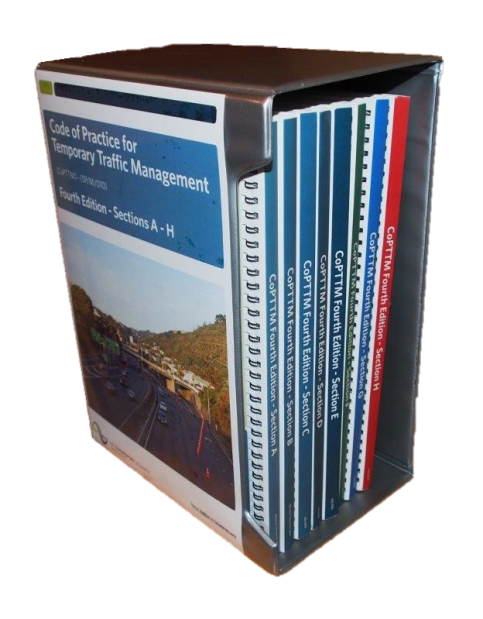 Code of Practice for
Temporary Traffic Management
Fourth Edition - Sections A - H
CoPTTM Fourth Edition - Section A
CoPTTM Fourth Edition - Section B
CoPTTM Fourth Edition - Section C
CoPTTM Fourth Edition - Section D
CoPTTM Fourth Edition - Section E
CoPTTM Fourth Edition - Section G
CoPTTM Fourth Edition - Section H